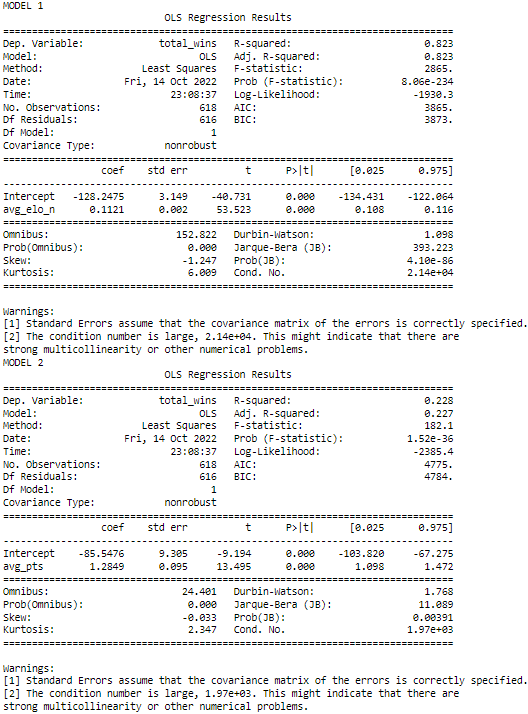 MODEL 1
OLS Regression Results
==============================================================================
Dep. Variable: total_wins R-squared: 0.823
Model: OLS Adj. R-squared: 0.823
Method: Least Squares F-statistic: 2865.
Date: Fri, 14 Oct 2022 Prob (F-statistic): 8.06e-234
Time: 23:08:37 Log-Likelihood: -1930.3
No. Observations: 618 AIC: 3865.
Df Residuals: 616 BIC: 3873.
Df Model: 1
Covariance Type: nonrobust
==============================================================================
coef std err t P>|t| [0.025 0.975]
------------------------------------------------------------------------------
Intercept -128.2475 3.149 -40.731 0.000 -134.431 -122.064
avg_elo_n 0.1121 0.002 53.523 0.000 0.108 0.116
==============================================================================
Omnibus: 152.822 Durbin-Watson: 1.098
Prob(Omnibus): 0.000 Jarque-Bera (JB): 393.223
Skew: -1.247 Prob(JB): 4.10e-86
Kurtosis: 6.009 Cond. No. 2.14e+04
==============================================================================
Warnings:
[1] Standard Errors assume that the covariance matrix of the errors is correctly specified.
[2] The condition number is large, 2.14e+04. This might indicate that there are
strong multicollinearity or other numerical problems.
MODEL 2
OLS Regression Results
==============================================================================
Dep. Variable: total_wins R-squared: 0.228
Model: OLS Adj. R-squared: 0.227
Method: Least Squares F-statistic: 182.1
Date: Fri, 14 Oct 2022 Prob (F-statistic): 1.52e-36
Time: 23:08:37 Log-Likelihood: -2385.4
No. Observations: 618 AIC: 4775.
Df Residuals: 616 BIC: 4784.
Df Model: 1
Covariance Type: nonrobust
==============================================================================
coef std err t P>|t| [0.025 0.975]
------------------------------------------------------------------------------
Intercept -85.5476 9.305 -9.194 0.000 -103.820 -67.275
avg_pts 1.2849 0.095 13.495 0.000 1.098 1.472
==============================================================================
Omnibus: 24.401 Durbin-Watson: 1.768
Prob(Omnibus): 0.000 Jarque-Bera (JB): 11.089
Skew: -0.033 Prob(JB): 0.00391
Kurtosis: 2.347 Cond. No. 1.97e+03
==============================================================================
Warnings:
[1] Standard Errors assume that the covariance matrix of the errors is correctly specified.
[2] The condition number is large, 1.97e+03. This might indicate that there are
strong multicollinearity or other numerical problems.